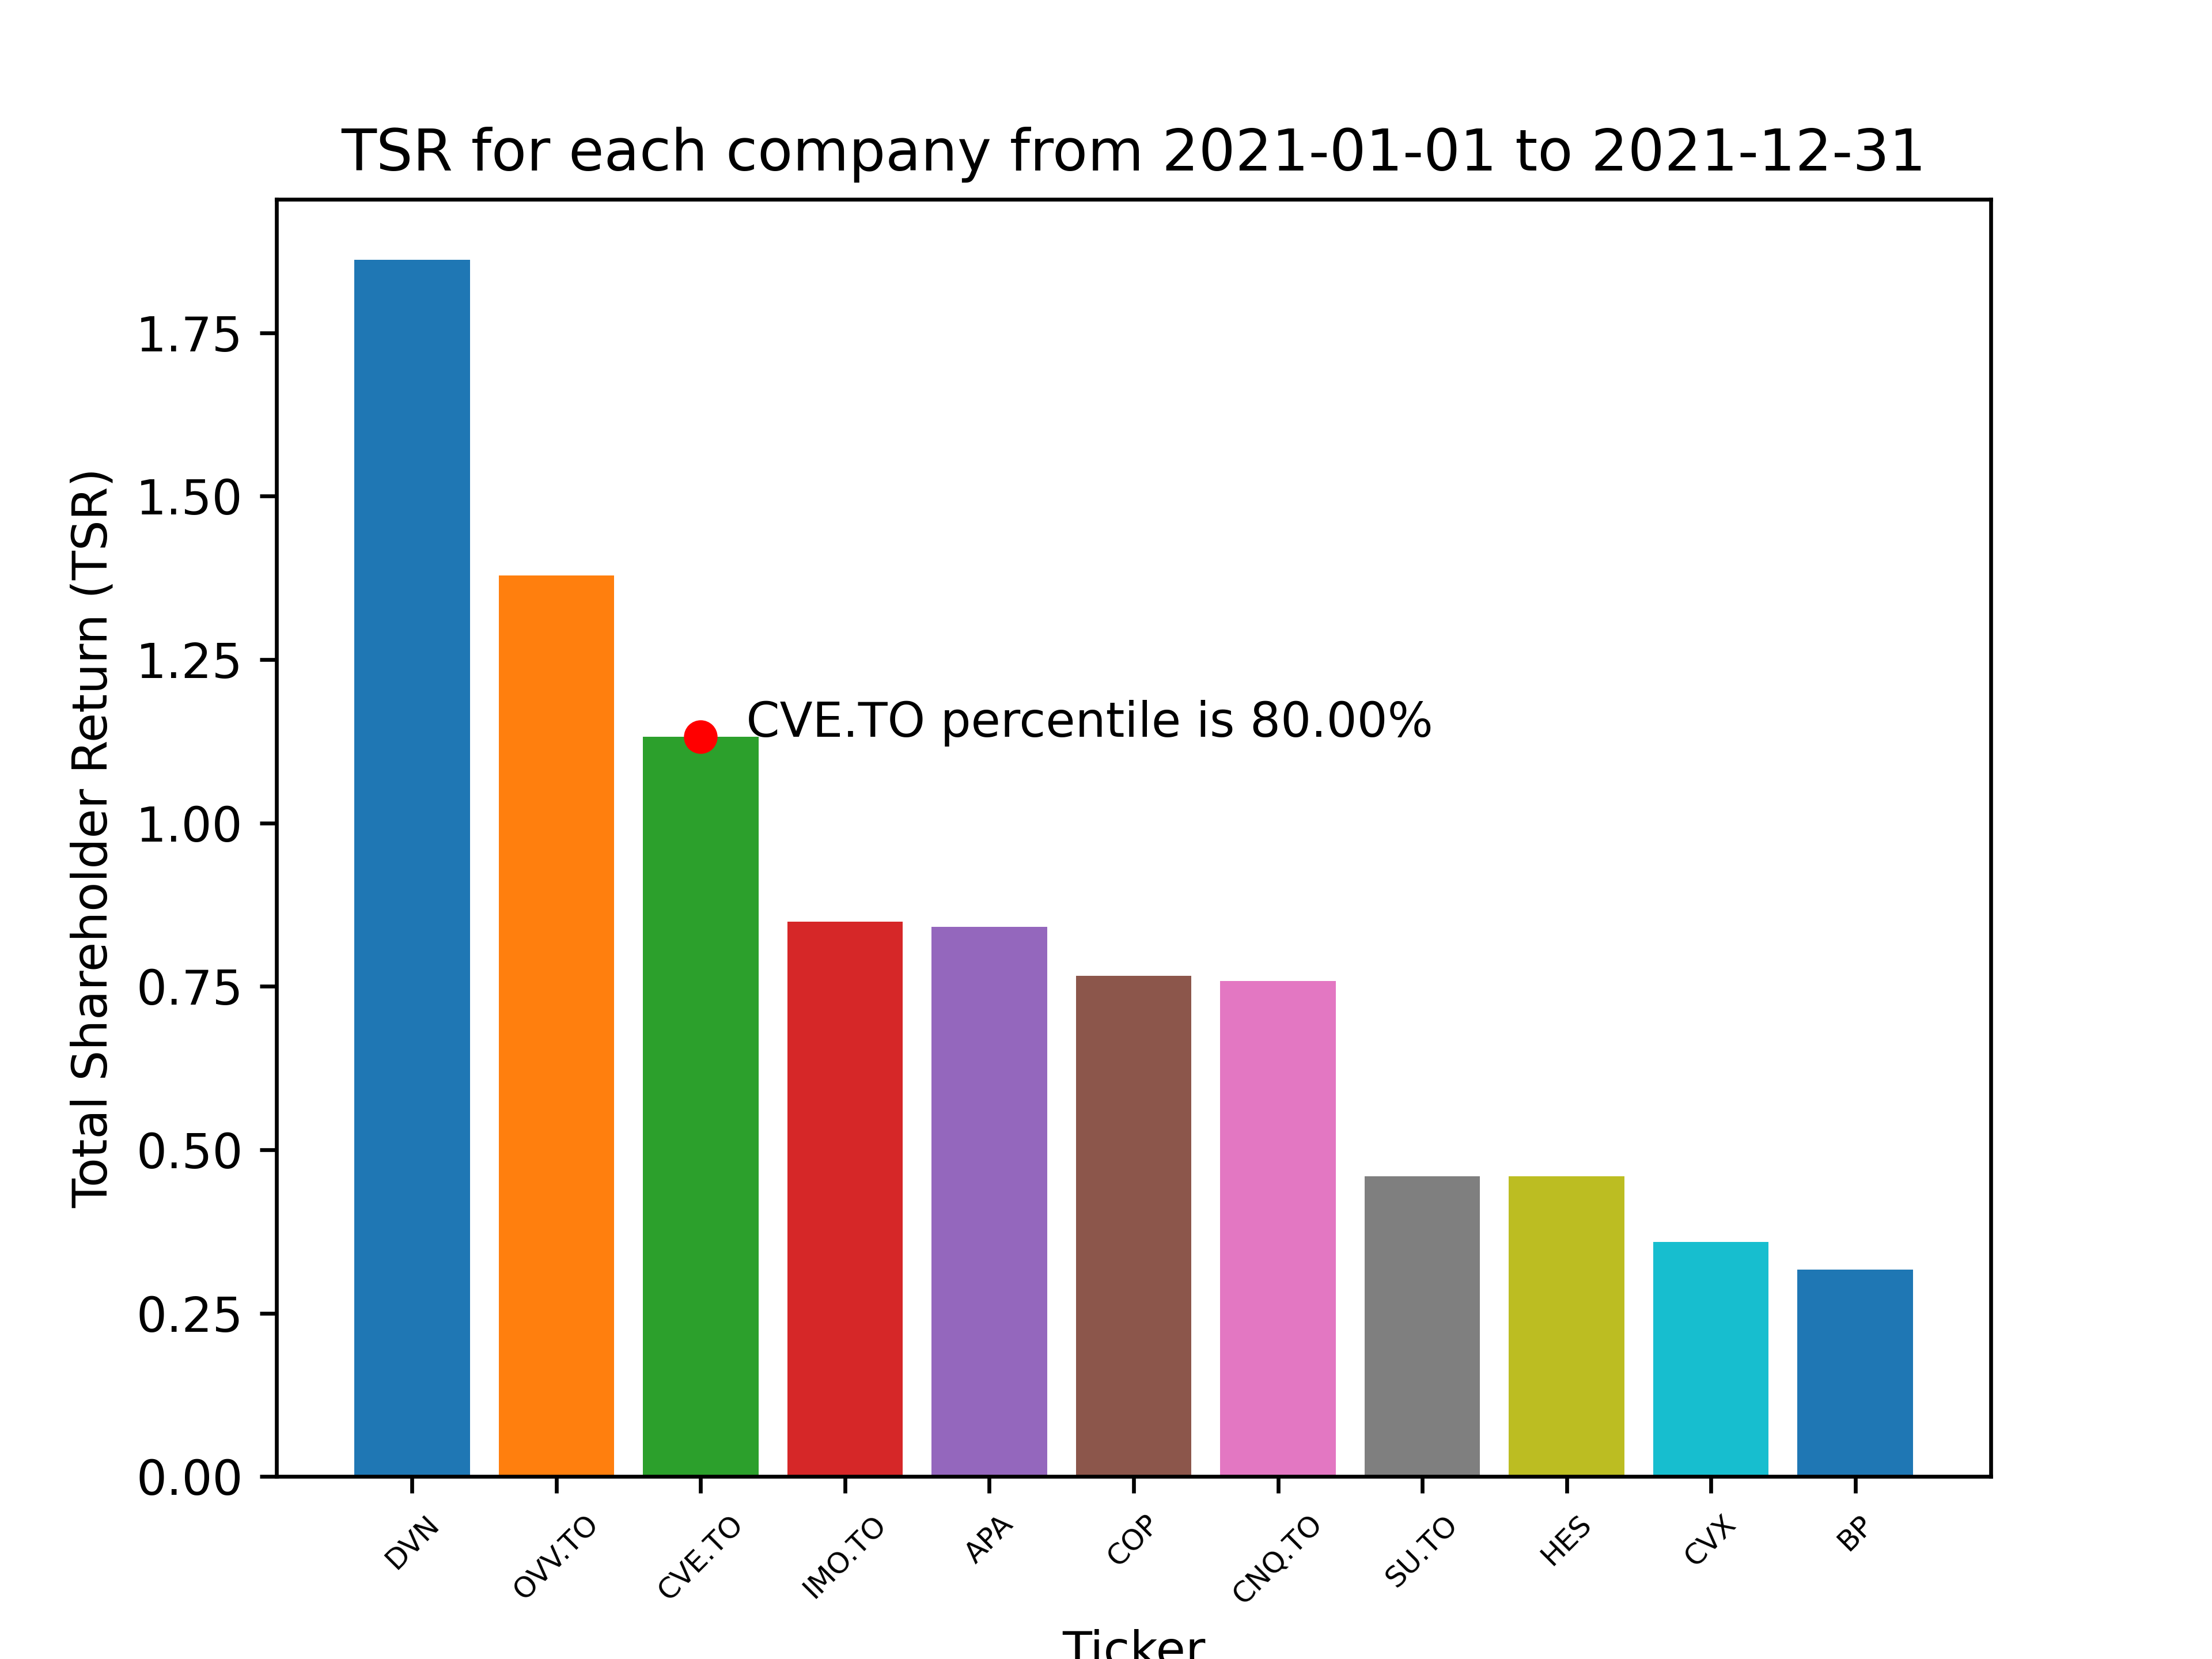 TSR for each company from 2021-01-01 to 2021-12-31
Total Shareholder Return (TSR)
1.75
1.50
1.25
1.00
0.75
0.50
0.25
0.00
CVE.TO percentile is 80.00%
DVN
OVV.TO
CVE.TO
IMO.TO
APA
COP
CNQ.TO
SU.TO
HES
CVX
BP
Ticker